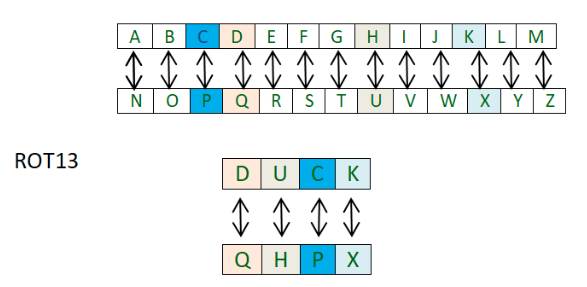 A B C D E F G H I J K L M
N O P Q R S T U V W X Y Z
ROT13
D U C K
Q H P X